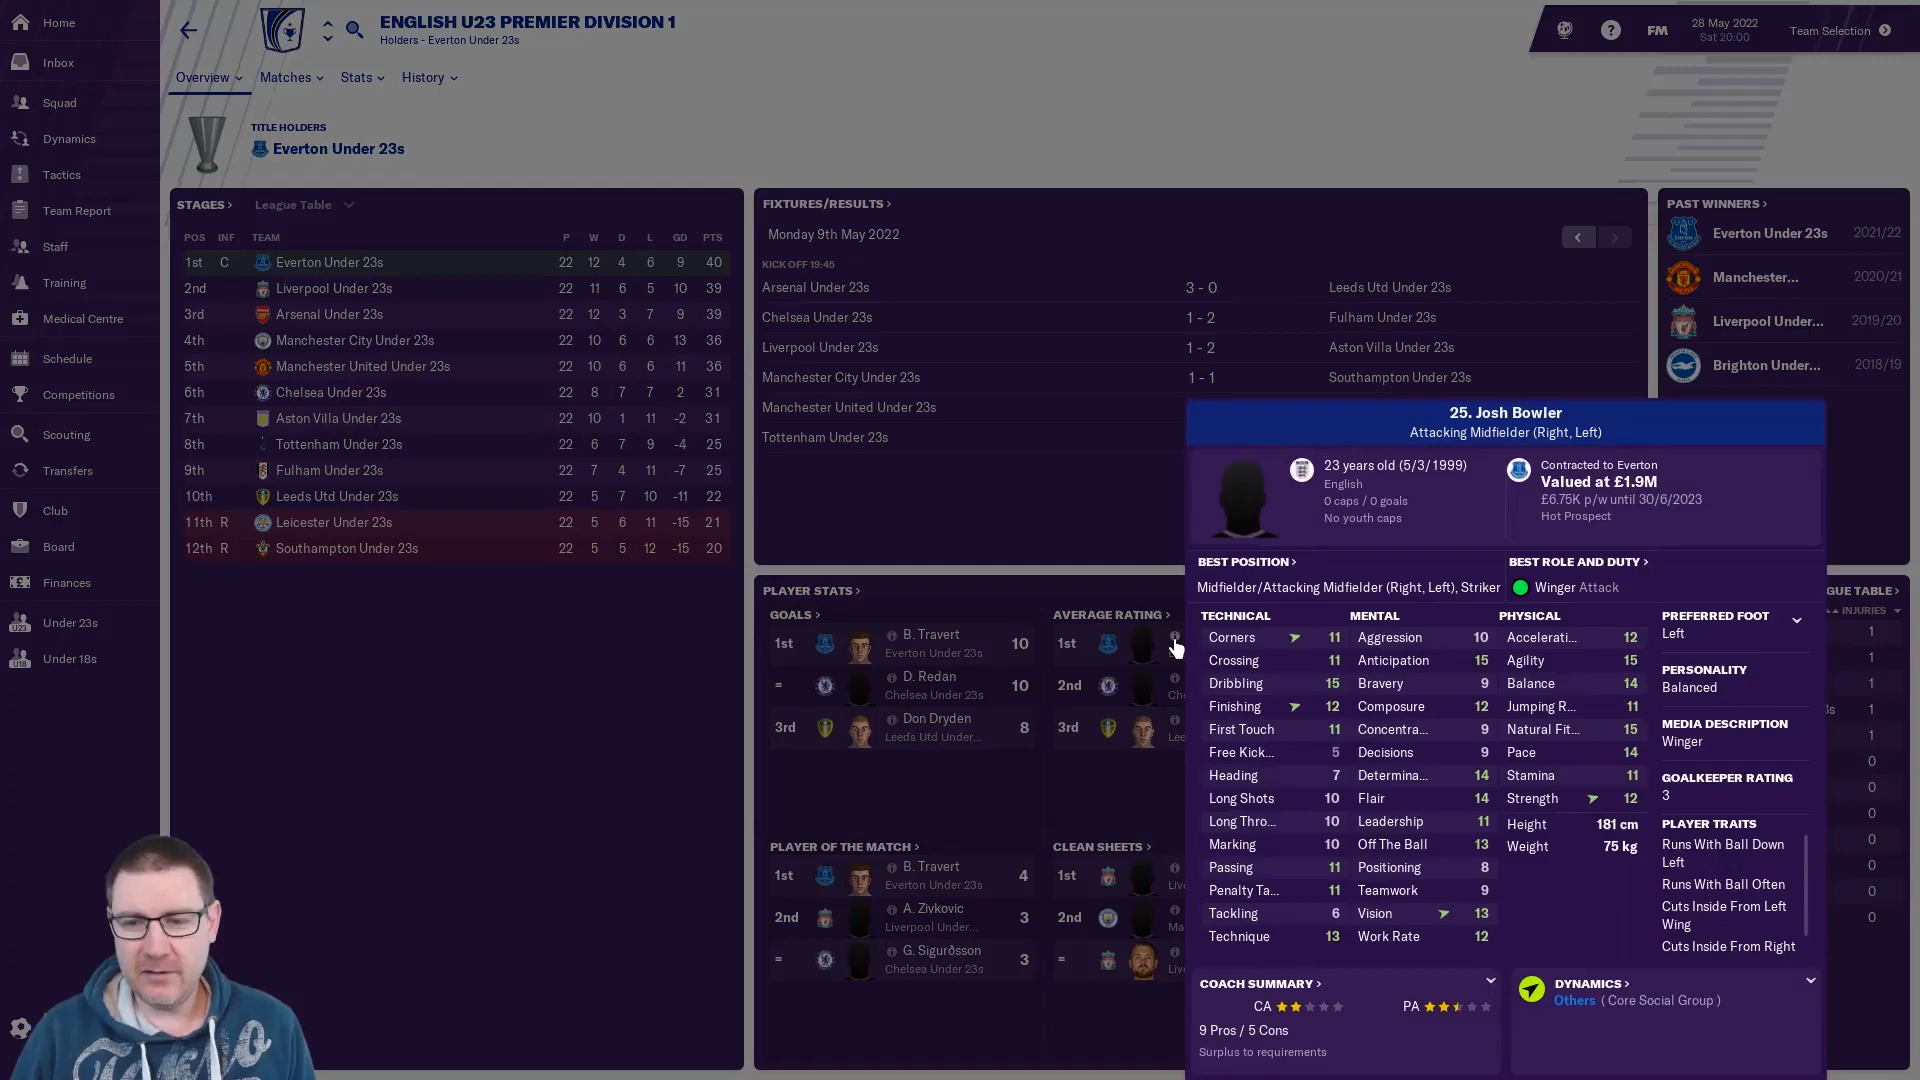 Home
Inbox
Squad
Dynamics
Tactics
Team Report
Staff
Training
Medical Centre
Schedule
Competitions
Scouting
Transfers
Club
Board
Finances
Under 23s
Under 18s
ENGLISH U23 PREMIER DIVISION 1
Holders - Everton Under 23s
FM
28 May 2022
Sat 20:00
Team Selection
Overview Matches Stats History
TITLE HOLDERS
Everton Under 23s
STAGES> League Table
POS INF TEAM P W D L GD PTS
1st C Everton Under 23s 22 12 4 6 9 40
2nd Liverpool Under 23s 22 11 6 5 10 39
3rd Arsenal Under 23s 22 12 3 7 9 39
4th Manchester City Under 23s 22 10 6 6 13 36
5th Manchester United Under 23s 22 10 6 6 11 36
6th Chelsea Under 23s 22 8 7 7 2 31
7th Aston Villa Under 23s 22 10 1 11 -2 31
8th Tottenham Under 23s 22 6 7 9 -4 25
9th Fulham Under 23s 22 7 4 11 -7 25
10th Leeds Utd Under 23s 22 5 7 10 -11 22
11th R Leicester Under 23s 22 5 6 11 -15 21
12th R Southampton Under 23s 22 5 5 12 -15 20
FIXTURES/RESULTS>
Monday 9th May 2022
KICK OFF 19:45
Arsenal Under 23s 3 - 0 Leeds Utd Under 23s
Chelsea Under 23s 1 - 2 Fulham Under 23s
Liverpool Under 23s 1 - 2 Aston Villa Under 23s
Manchester City Under 23s 1 - 1 Southampton Under 23s
Manchester United Under 23s
Tottenham Under 23s
PAST WINNERS>
Everton Under 23s 2021/22
Manchester... 2020/21
Liverpool Under... 2019/20
Brighton Under... 2018/19
PLAYER STATS>
GOALS>
1st B. Travert 10
Everton Under 23s
= D. Redan 10
Chelsea Under 23s
3rd Don Dryden 8
Leeds Utd Under...
AVERAGE RATING>
1st
2nd Che
3rd Lee
PLAYER OF THE MATCH>
1st B. Travert 4
Everton Under 23s
2nd A. Zivkovic 3
Liverpool Under...
= G. Sigurðsson 3
Chelsea Under 23s
CLEAN SHEETS>
1st Live
2nd Ma
= Live
GUE TABLE>
INJURIES
1
1
1
1
1
0
0
0
0
0
0
0
25. Josh Bowler
Attacking Midfielder (Right, Left)
23 years old (5/3/1999)
English
0 caps / 0 goals
No youth caps
Contracted to Everton
Valued at £1.9M
£6.75K p/w until 30/6/2023
Hot Prospect
BEST POSITION>
Midfielder/Attacking Midfielder (Right, Left), Striker
BEST ROLE AND DUTY>
Winger Attack
TECHNICAL MENTAL PHYSICAL
Corners 11 Aggression 10 Accelerati... 12
Crossing 11 Anticipation 15 Agility 15
Dribbling 15 Bravery 9 Balance 14
Finishing 12 Composure 12 Jumping R... 11
First Touch 11 Concentra... 9 Natural Fit... 15
Free Kick... 5 Decisions 9 Pace 14
Heading 7 Determina... 14 Stamina 11
Long Shots 10 Flair 14 Strength 12
Long Thro... 10 Leadership 11 Height 181 cm
Marking 10 Off The Ball 13 Weight 75 kg
Passing 11 Positioning 8
Penalty Ta... 11 Teamwork 9
Tackling 6 Vision 13
Technique 13 Work Rate 12
PREFERRED FOOT
Left
PERSONALITY
Balanced
MEDIA DESCRIPTION
Winger
GOALKEEPER RATING
3
PLAYER TRAITS
Runs With Ball Down
Left
Runs With Ball Often
Cuts Inside From Left
Wing
Cuts Inside From Right
COACH SUMMARY>
CA PA
9 Pros / 5 Cons
Surplus to requirements
DYNAMICS>
Others ( Core Social Group )